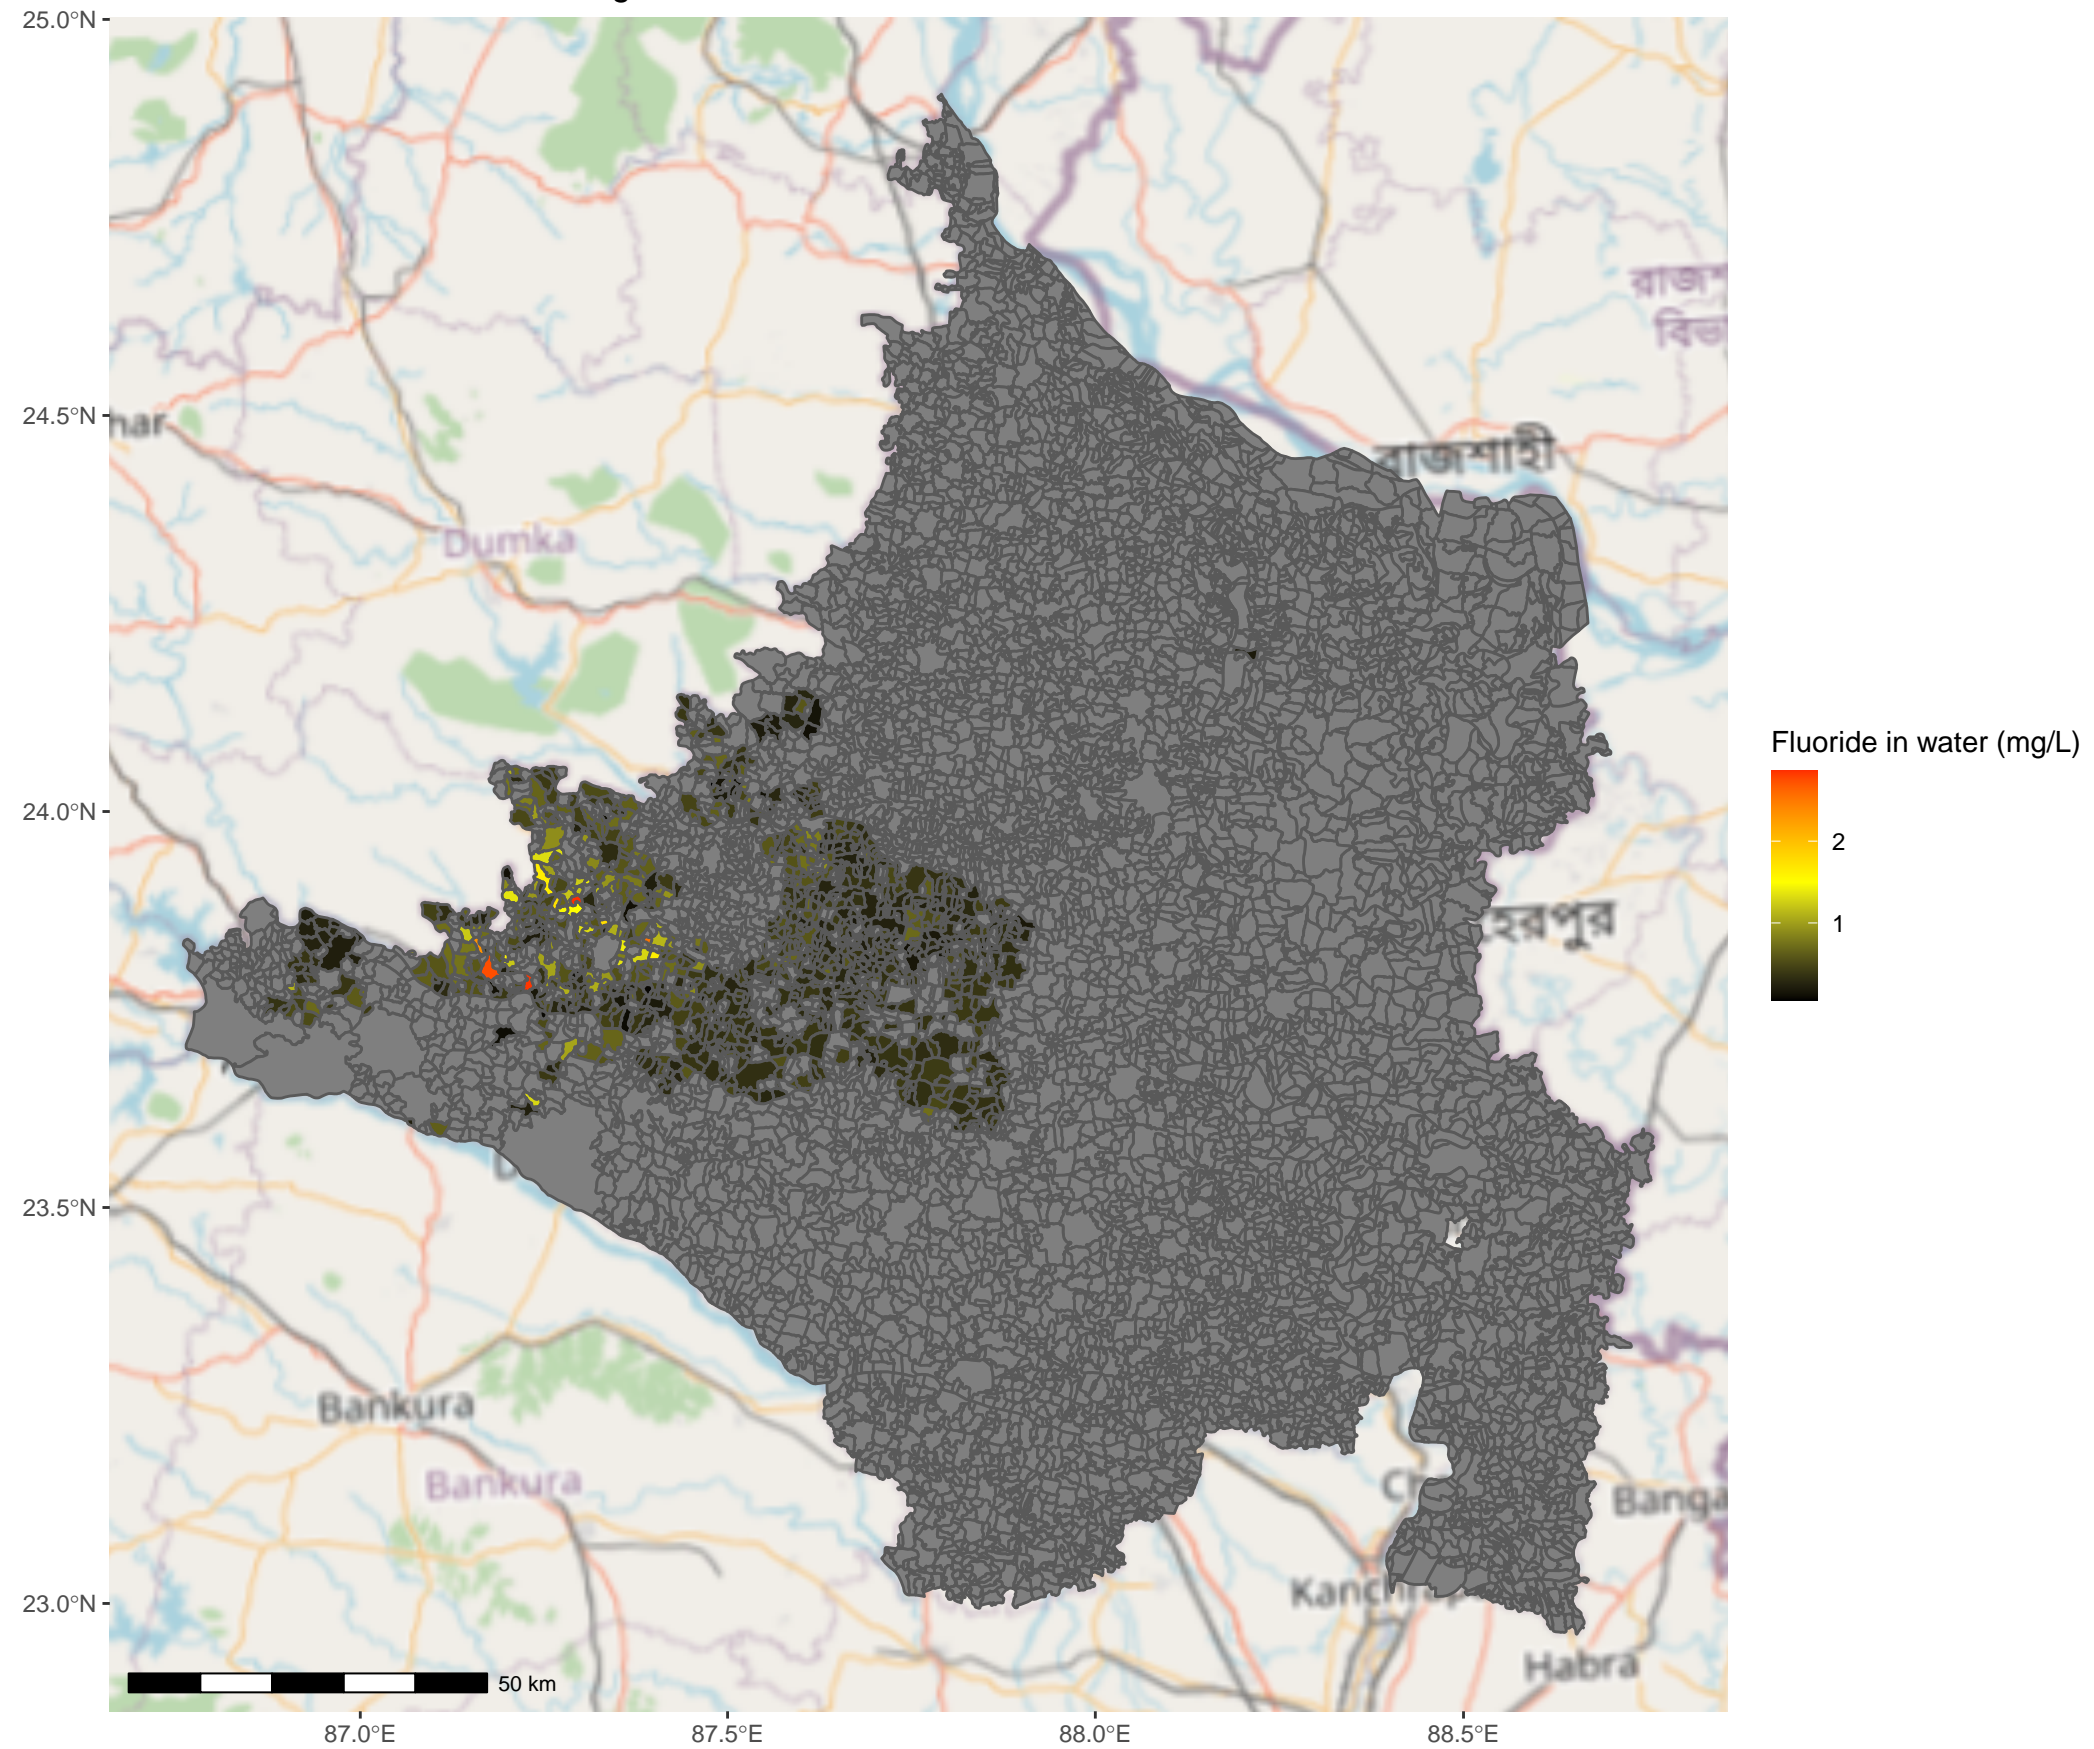 25.0°N
24.5°N
24.0°N
23.5°N
23.0°N
87.0°E
87.5°E
88.0°E
88.5°E
har
Dumka
রাজশাহী
Bankura
Bankura
Habra
Banga
50 km
Fluoride in water (mg/L)
2
1